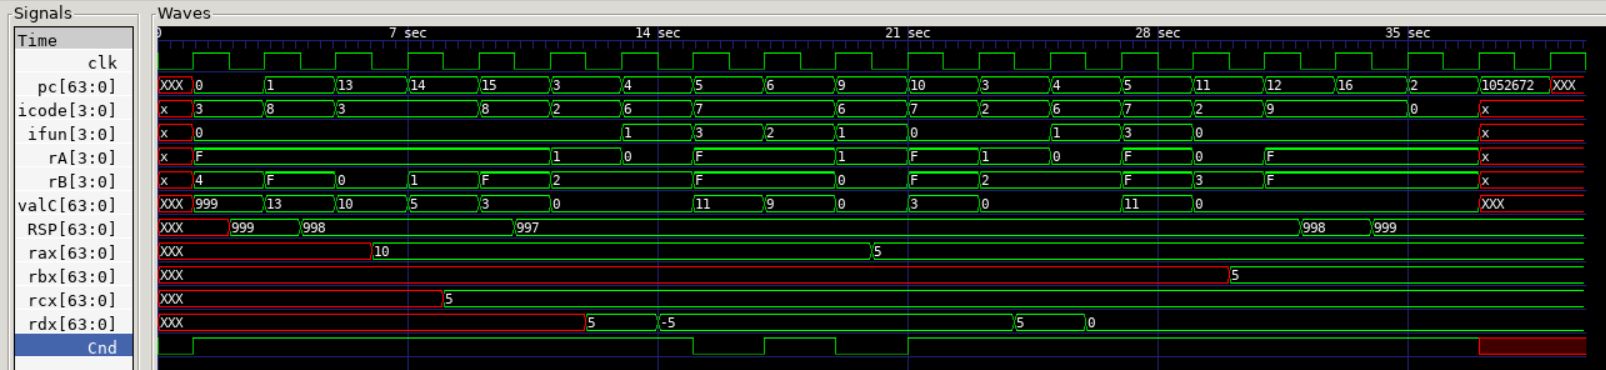 Signals Waves
Time 0 7 sec 14 sec 21 sec 28 sec 35 sec
clk
pc[63:0] XXX 0 1 13 14 15 3 4 5 6 9 10 3 4 5 11 12 16 2 1052672 XXX
icode[3:0] x 3 8 3 8 2 6 7 6 7 2 6 7 2 9 0 x
ifun[3:0] x 0 1 3 2 1 0 1 3 0 x
rA[3:0] x F 1 0 F 1 F 1 0 F 0 F x
rB[3:0] x 4 F 0 1 F 2 F 0 F 2 F 3 F x
valC[63:0] XXX 999 13 10 5 3 0 11 9 0 3 0 11 0 XXX
RSP[63:0] XXX 999 998 997 998 999
rax[63:0] XXX 10 5
rbx[63:0] XXX 5
rcx[63:0] XXX 5
rdx[63:0] XXX 5 -5 5 0
Cnd